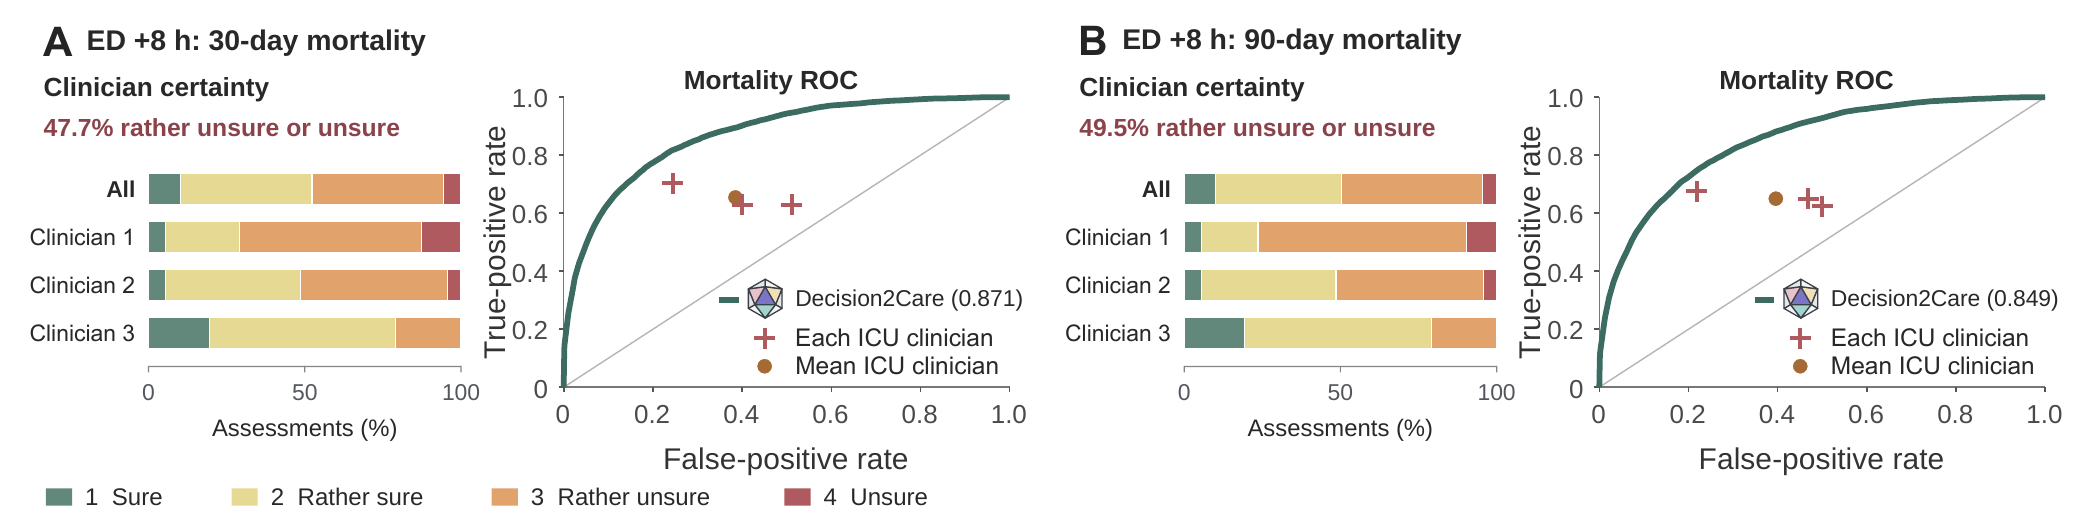 A ED +8 h: 30-day mortality
Clinician certainty
47.7% rather unsure or unsure
All
Clinician 1
Clinician 2
Clinician 3
0 50 100
Assessments (%)
Mortality ROC
True-positive rate
1.0
0.8
0.6
0.4
0.2
0
Decision2Care (0.871)
Each ICU clinician
Mean ICU clinician
0 0.2 0.4 0.6 0.8 1.0
False-positive rate
B ED +8 h: 90-day mortality
Clinician certainty
49.5% rather unsure or unsure
All
Clinician 1
Clinician 2
Clinician 3
0 50 100
Assessments (%)
Mortality ROC
True-positive rate
1.0
0.8
0.6
0.4
0.2
0
Decision2Care (0.849)
Each ICU clinician
Mean ICU clinician
0 0.2 0.4 0.6 0.8 1.0
False-positive rate
1 Sure 2 Rather sure 3 Rather unsure 4 Unsure